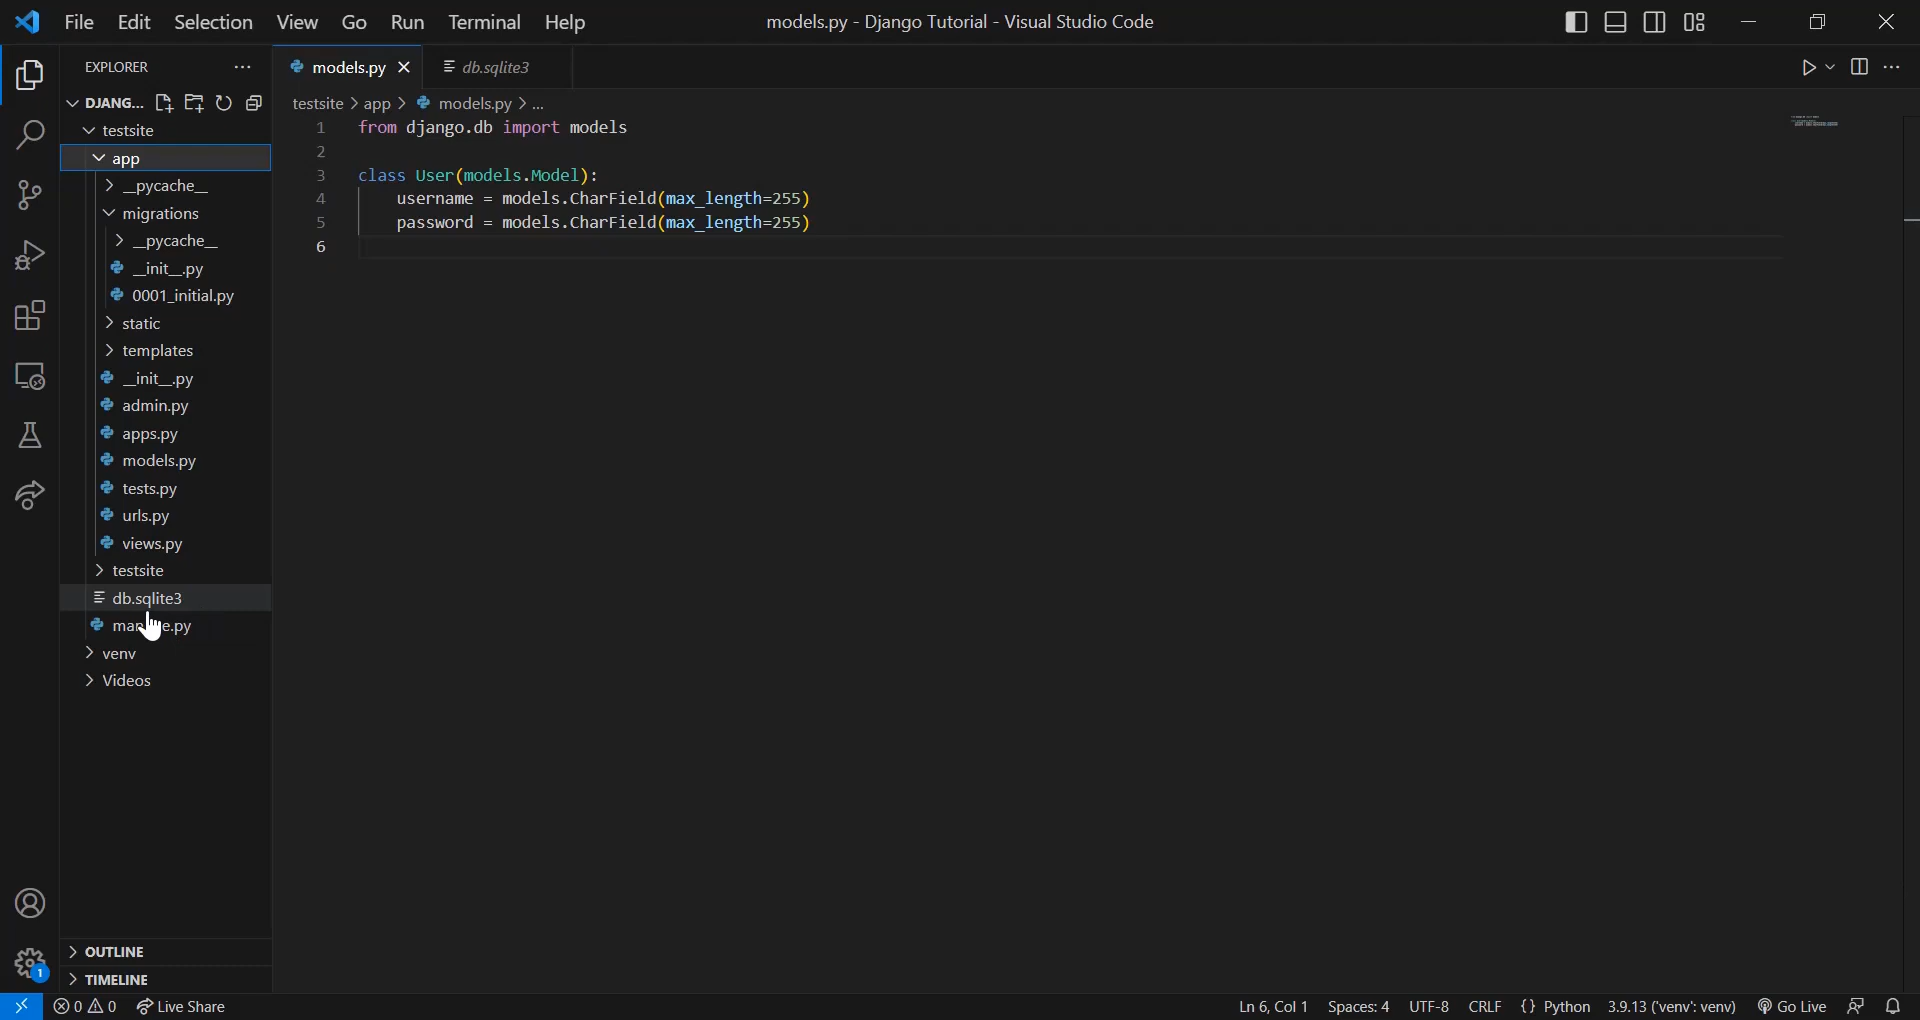 File Edit Selection View Go Run Terminal Help
models.py - Django Tutorial - Visual Studio Code
EXPLORER
DJANG...
testsite
app
__pycache__
migrations
__pycache__
__init__.py
0001_initial.py
static
templates
__init__.py
admin.py
apps.py
models.py
tests.py
urls.py
views.py
testsite
db.sqlite3
venv
Videos
OUTLINE
TIMELINE
models.py
db.sqlite3
testsite > app > models.py > ...
1 from django.db import models
2
3 class User(models.Model):
4 username = models.CharField(max_length=255)
5 password = models.CharField(max_length=255)
6
1
0 0 Live Share
Ln 6, Col 1 Spaces: 4 UTF-8 CRLF {} Python 3.9.13 ('venv': venv) Go Live